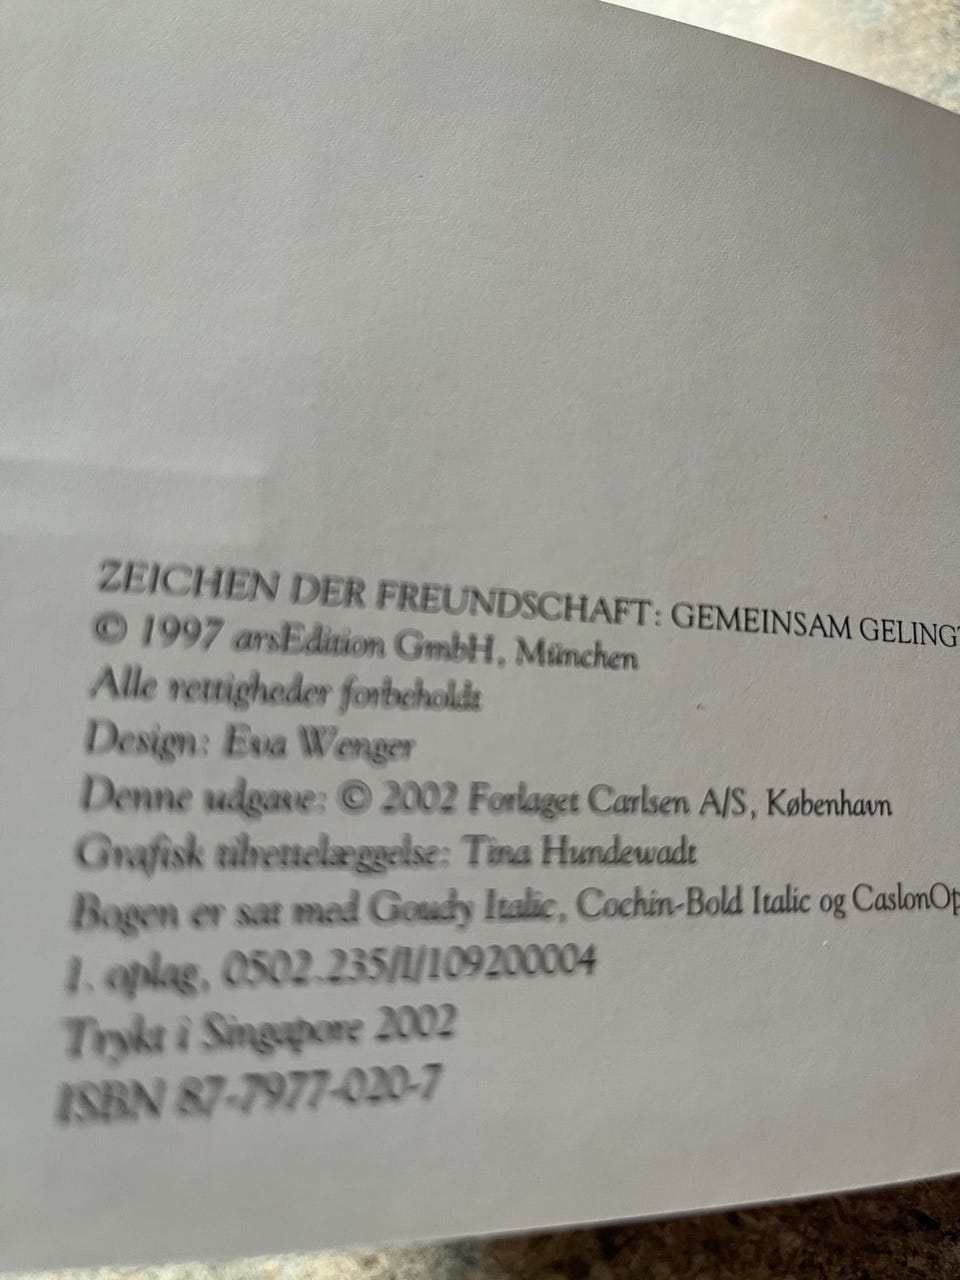 ZEICHEN DER FREUNDSCHAFT: GEMEINSAM GELINGT
© 1997 arsEdition GmbH, München
Alle rettigheder forbeholdt
Design: Eva Wenger
Denne udgave: © 2002 Forlaget Carlsen A/S, København
Grafisk tilrettelæggelse: Tina Hundewadt
Bogen er sat med Goudy Italic, Cochin-Bold Italic og CaslonOp
1. oplag, 0502.235/I/109200004
Trykt i Singapore 2002
ISBN 87-7977-020-7